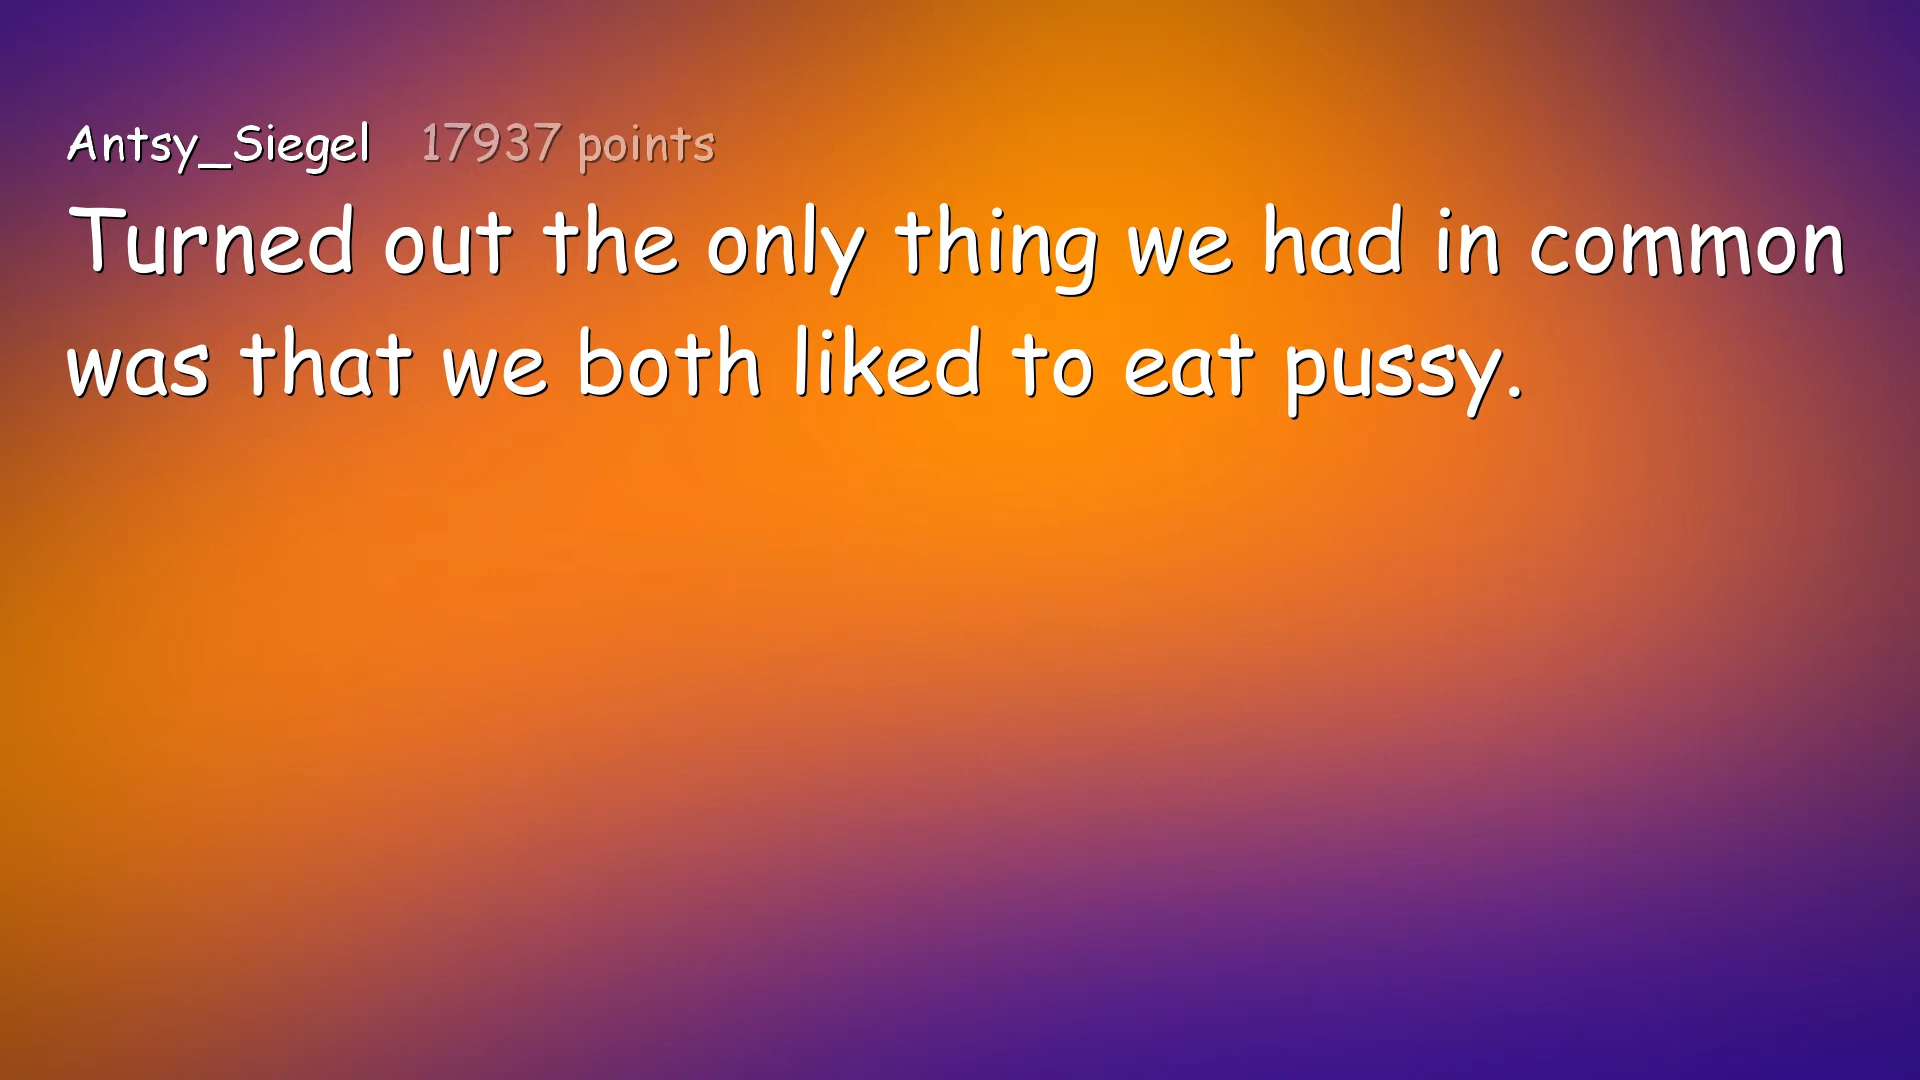 Antsy_Siegel 17937 points
Turned out the only thing we had in common
was that we both liked to eat pussy.